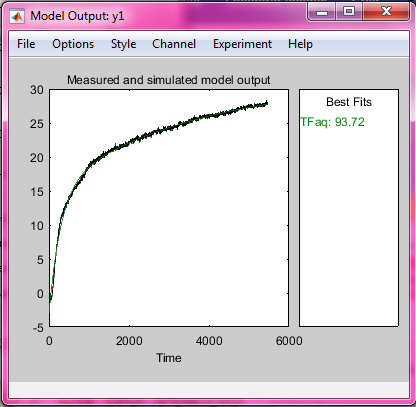 Model Output: y1
File Options Style Channel Experiment Help
Measured and simulated model output
30
25
20
15
10
5
0
-5
0 2000 4000 6000
Time
Best Fits
TFaq: 93.72